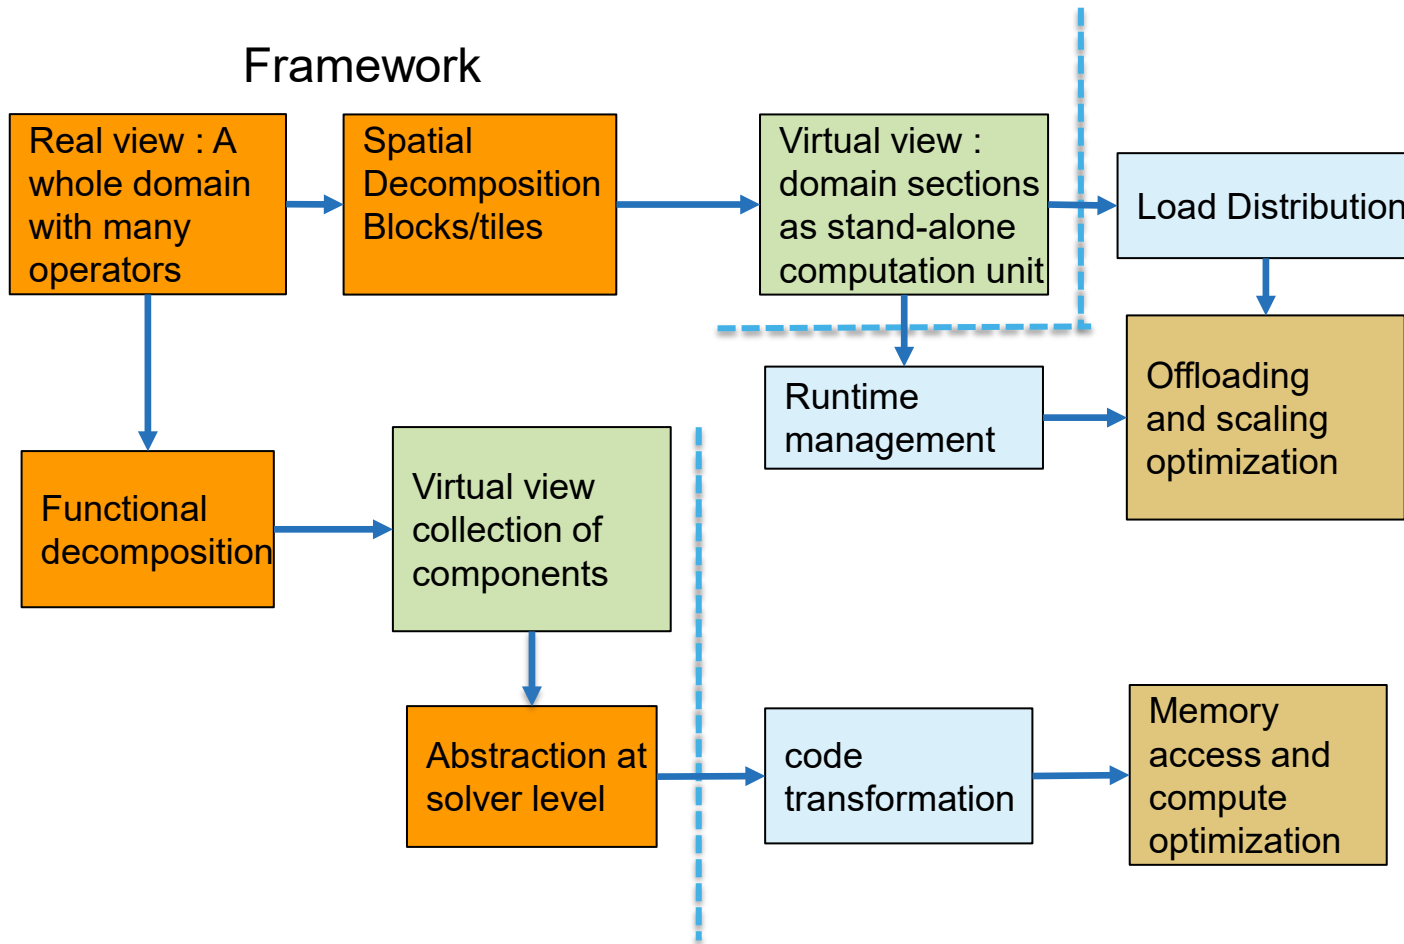 Framework
Real view : A
whole domain
with many
operators
Spatial
Decomposition
Blocks/tiles
Virtual view :
domain sections
as stand-alone
computation unit
Load Distribution
Runtime
management
Offloading
and scaling
optimization
Functional
decomposition
Virtual view
collection of
components
Abstraction at
solver level
code
transformation
Memory
access and
compute
optimization